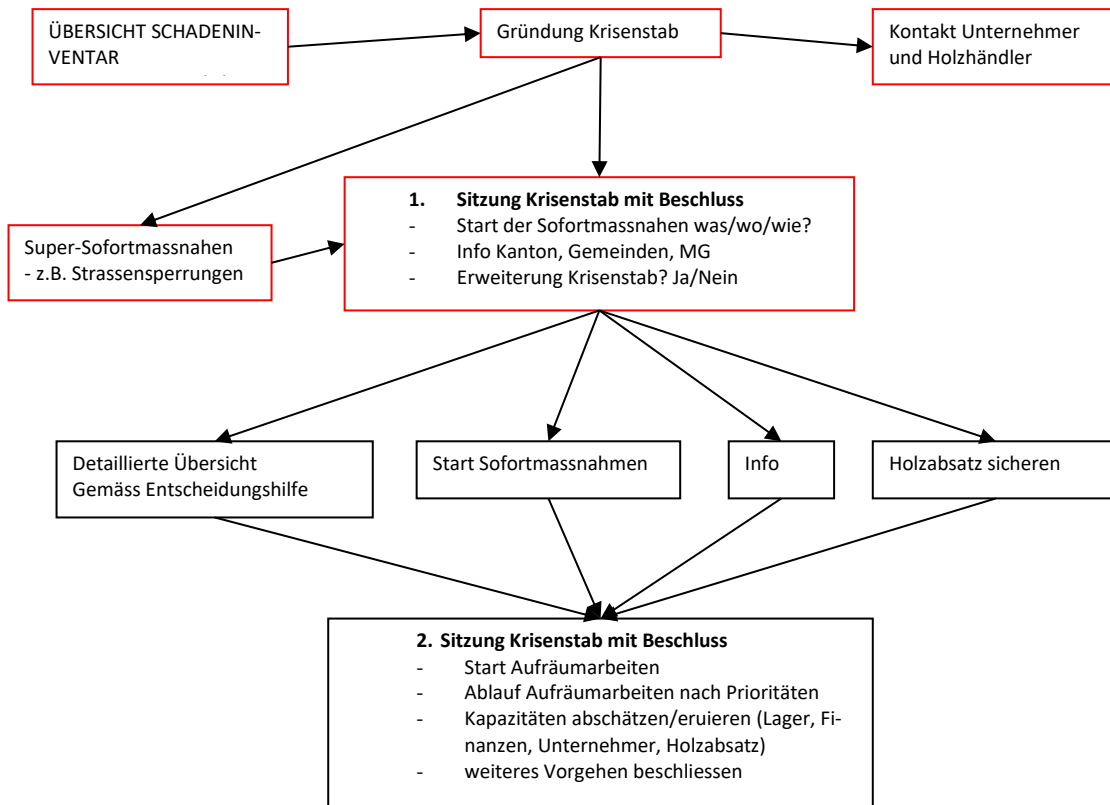 ÜBERSICHT SCHADENIN-
VENTAR
Gründung Krisenstab
Kontakt Unternehmer
und Holzhändler
Super-Sofortmassnahen
- z.B. Strassensperrungen
1. Sitzung Krisenstab mit Beschluss
- Start der Sofortmassnahen was/wo/wie?
- Info Kanton, Gemeinden, MG
- Erweiterung Krisenstab? Ja/Nein
Detaillierte Übersicht
Gemäss Entscheidungshilfe
Start Sofortmassnahmen
Info
Holzabsatz sicheren
2. Sitzung Krisenstab mit Beschluss
- Start Aufräumarbeiten
- Ablauf Aufräumarbeiten nach Prioritäten
- Kapazitäten abschätzen/eruieren (Lager, Fi-
nanzen, Unternehmer, Holzabsatz)
- weiteres Vorgehen beschliessen